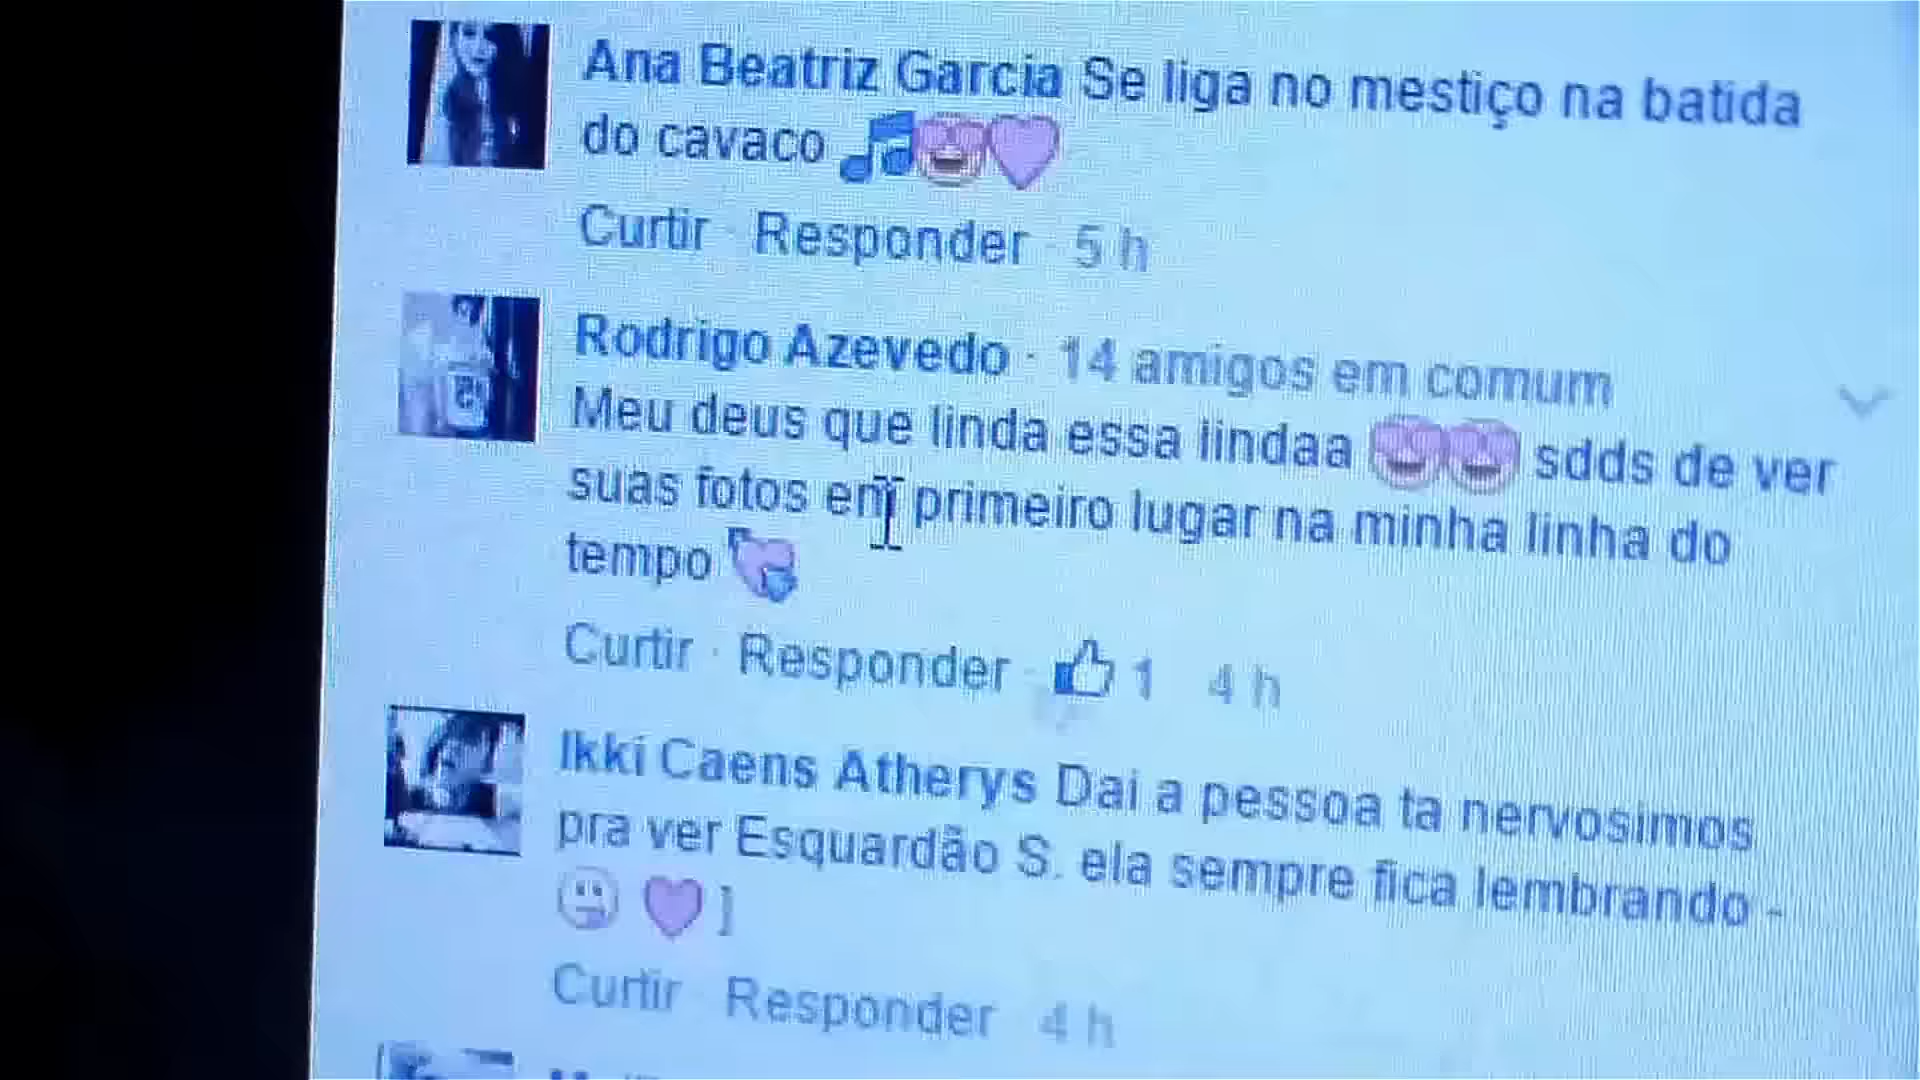 Ana Beatriz Garcia Se liga no mestiço na batida
do cavaco 🎵😍💜
Curtir · Responder · 5 h
Rodrigo Azevedo · 14 amigos em comum
Meu deus que linda essa lindaa 😍😍 sdds de ver
suas fotos em primeiro lugar na minha linha do
tempo 💘
Curtir · Responder · 1 4 h
Ikki Caens Atherys Dai a pessoa ta nervosimos
pra ver Esquardão S. ela sempre fica lembrando -
💜 ]
Curtir · Responder · 4 h